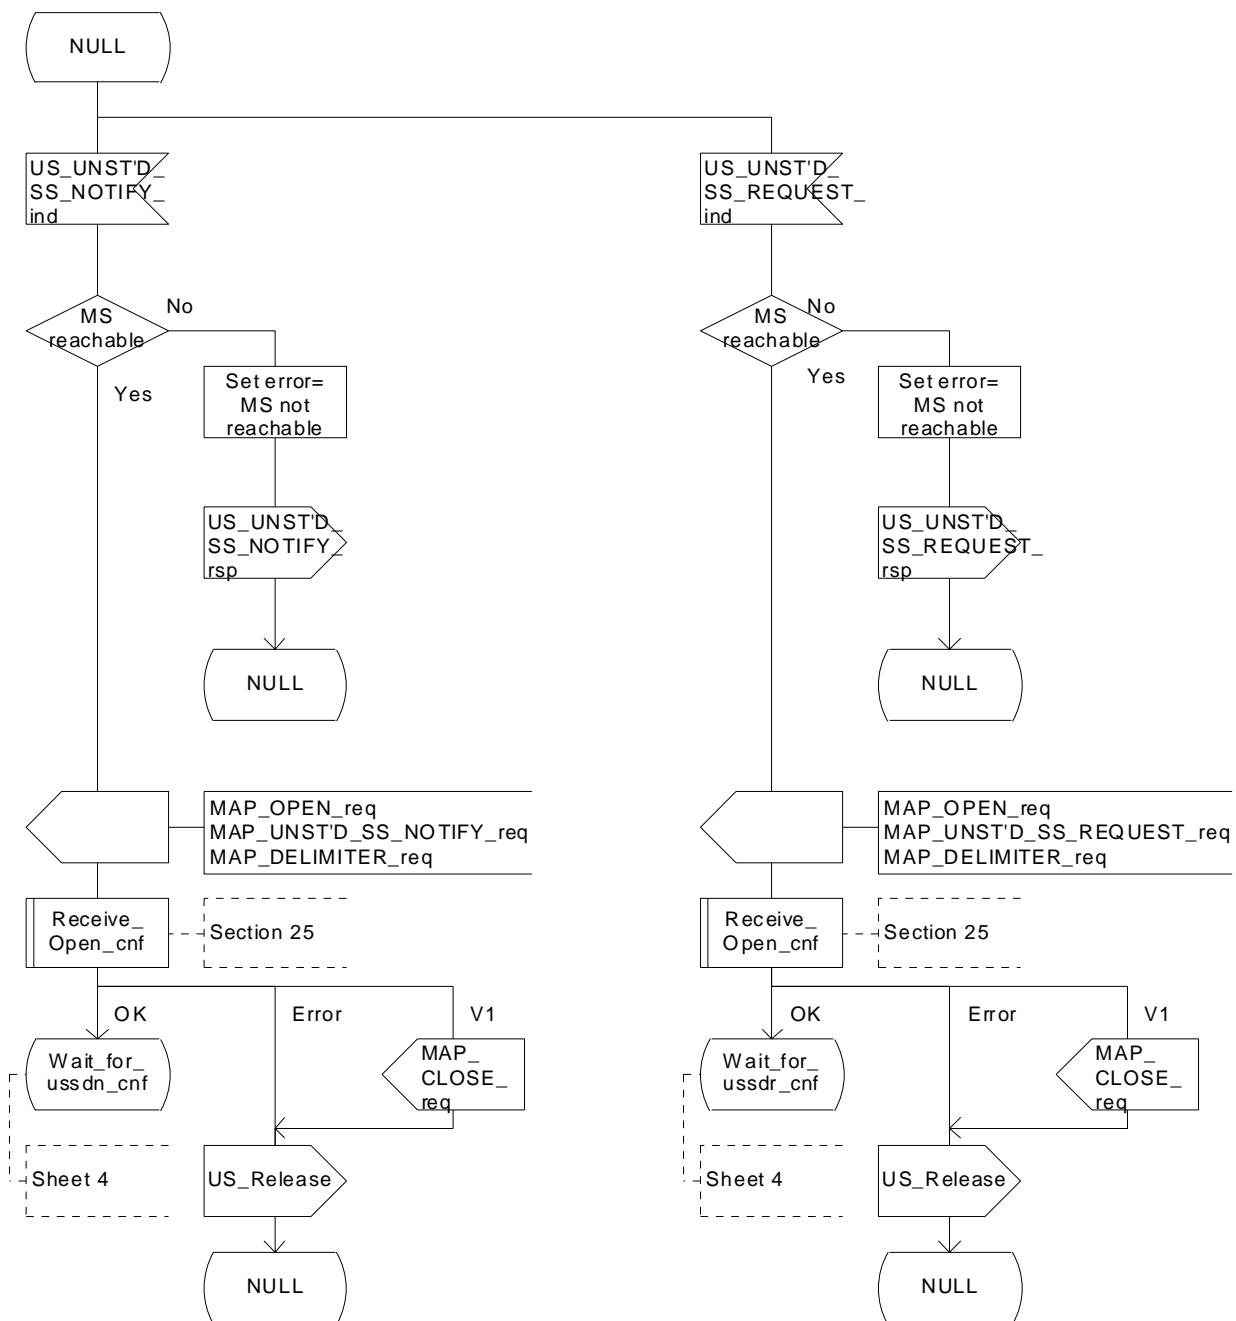 NULL
US_UNST'D_
SS_NOTIFY_
ind
US_UNST'D_
SS_REQUEST_
ind
MS
reachable
No
Yes
Set error=
MS not
reachable
MS
reachable
No
Yes
Set error=
MS not
reachable
US_UNST'D_
SS_NOTIFY_
rsp
US_UNST'D_
SS_REQUEST_
rsp
NULL
NULL
MAP_OPEN_req
MAP_UNST'D_SS_NOTIFY_req
MAP_DELIMITER_req
MAP_OPEN_req
MAP_UNST'D_SS_REQUEST_req
MAP_DELIMITER_req
Receive_
Open_cnf
Section 25
Receive_
Open_cnf
Section 25
OK
Error
V1
OK
Error
V1
Wait_for_
ussdn_cnf
MAP_
CLOSE_
req
Wait_for_
ussdr_cnf
MAP_
CLOSE_
req
Sheet 4
US_Release
Sheet 4
US_Release
NULL
NULL